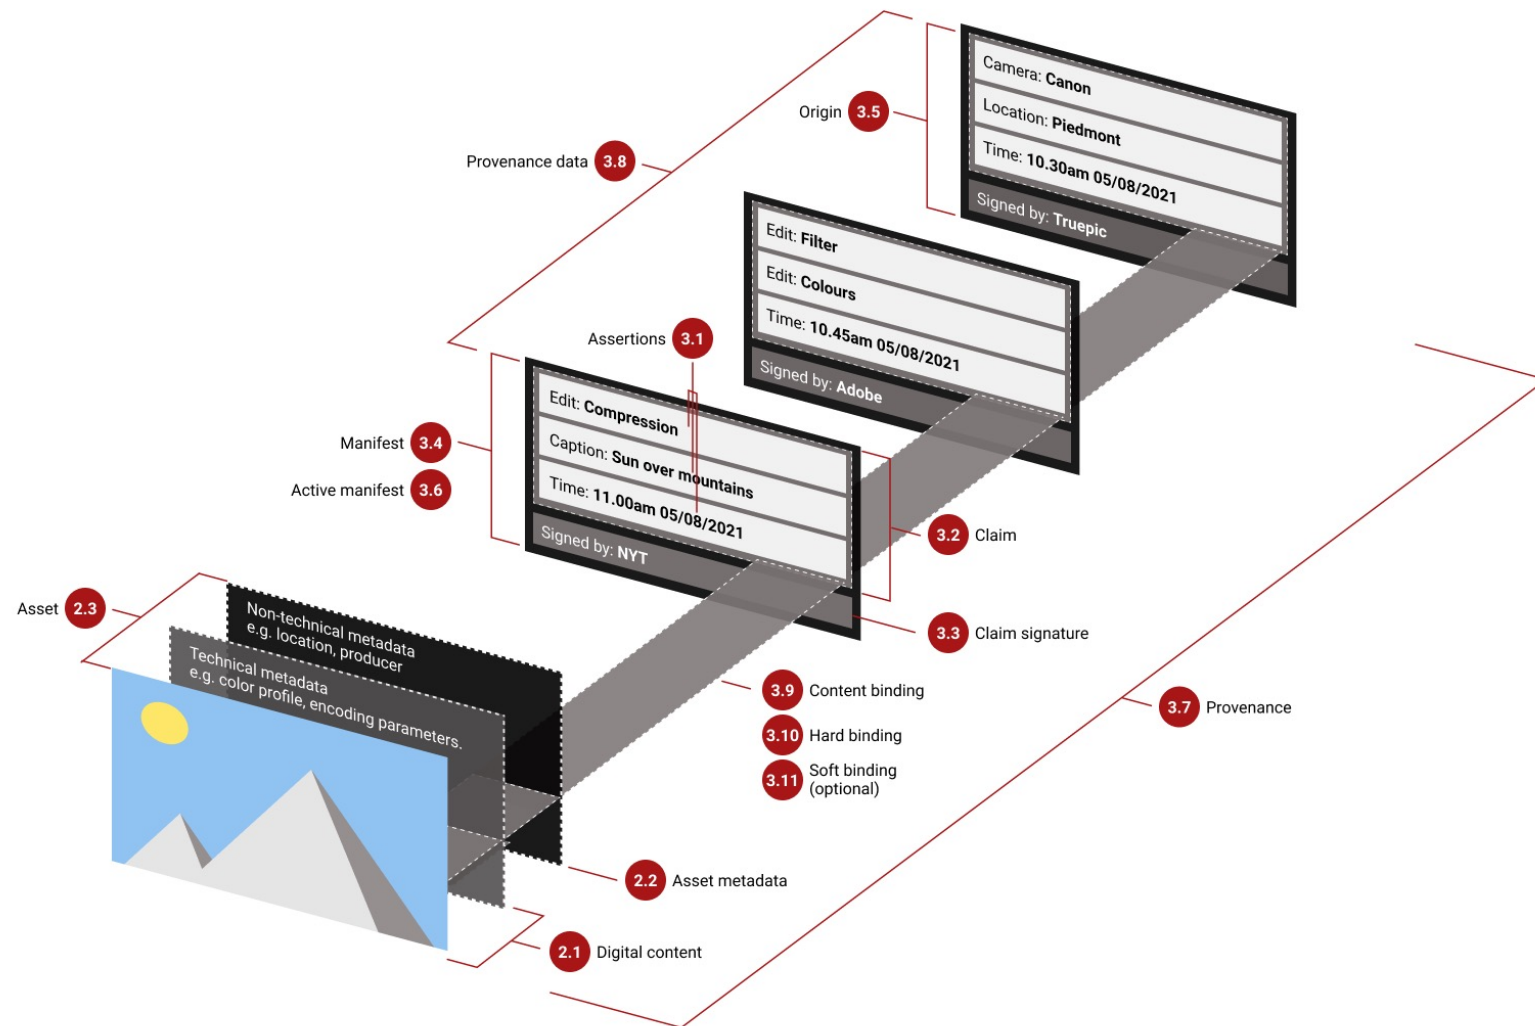 Camera: Canon
Location: Piedmont
Time: 10.30am 05/08/2021
Signed by: Truepic
Origin 3.5
Provenance data 3.8
Edit: Filter
Edit: Colours
Time: 10.45am 05/08/2021
Signed by: Adobe
Assertions 3.1
Edit: Compression
Caption: Sun over mountains
Time: 11.00am 05/08/2021
Signed by: NYT
Manifest 3.4
Active manifest 3.6
3.2 Claim
3.3 Claim signature
Asset 2.3
Non-technical metadata
e.g. location, producer
Technical metadata
e.g. color profile, encoding parameters.
3.9 Content binding
3.10 Hard binding
3.11 Soft binding
(optional)
3.7 Provenance
2.2 Asset metadata
2.1 Digital content